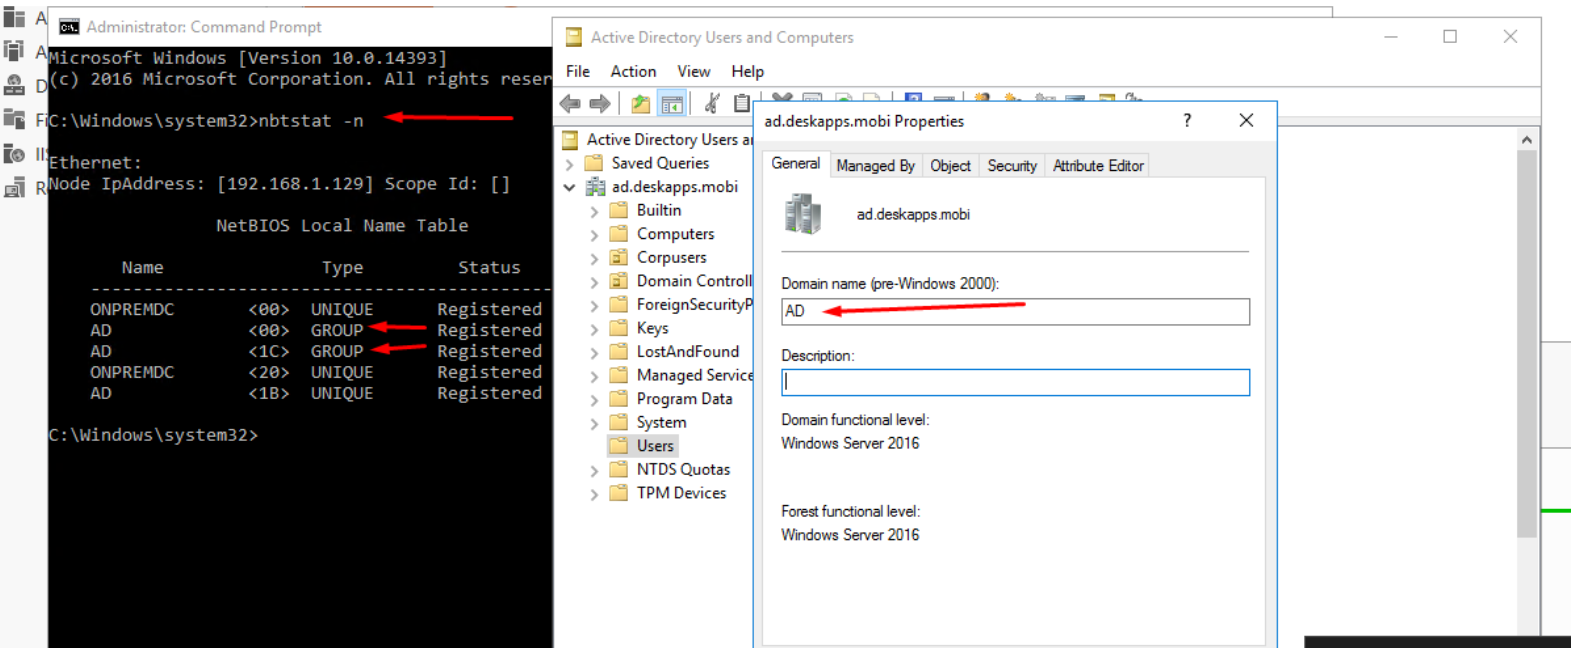 A
A
D
Fi
IIS
R
Administrator: Command Prompt
Microsoft Windows [Version 10.0.14393]
(c) 2016 Microsoft Corporation. All rights reser
C:\Windows\system32>nbtstat -n
Ethernet:
Node IpAddress: [192.168.1.129] Scope Id: []
NetBIOS Local Name Table
Name Type Status
---------------------------------------------
ONPREMDC <00> UNIQUE Registered
AD <00> GROUP Registered
AD <1C> GROUP Registered
ONPREMDC <20> UNIQUE Registered
AD <1B> UNIQUE Registered
C:\Windows\system32>
Active Directory Users and Computers
File Action View Help
Active Directory Users a
Saved Queries
ad.deskapps.mobi
Builtin
Computers
Corpusers
Domain Controll
ForeignSecurityP
Keys
LostAndFound
Managed Service
Program Data
System
Users
NTDS Quotas
TPM Devices
ad.deskapps.mobi Properties
?
General Managed By Object Security Attribute Editor
ad.deskapps.mobi
Domain name (pre-Windows 2000):
AD
Description:
Domain functional level:
Windows Server 2016
Forest functional level:
Windows Server 2016